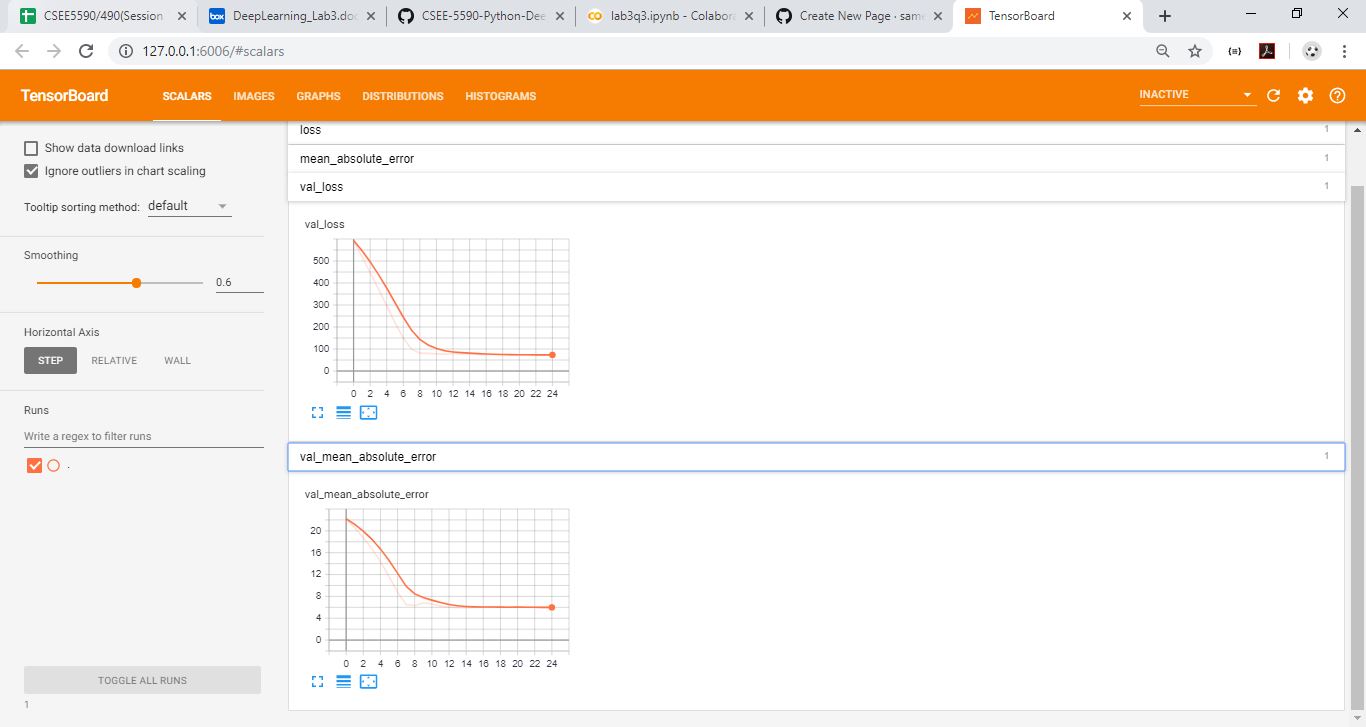 CSEE5590/490(Session
DeepLearning_Lab3.doc
CSEE-5590-Python-Dee
lab3q3.ipynb - Colabora
Create New Page · same
TensorBoard
127.0.0.1:6006/#scalars
TensorBoard
SCALARS IMAGES GRAPHS DISTRIBUTIONS HISTOGRAMS
INACTIVE
Show data download links
Ignore outliers in chart scaling
Tooltip sorting method: default
Smoothing
0.6
Horizontal Axis
STEP RELATIVE WALL
Runs
Write a regex to filter runs
.
TOGGLE ALL RUNS
1
loss 1
mean_absolute_error 1
val_loss 1
val_loss
500
400
300
200
100
0
0 2 4 6 8 10 12 14 16 18 20 22 24
val_mean_absolute_error 1
val_mean_absolute_error
20
16
12
8
4
0
0 2 4 6 8 10 12 14 16 18 20 22 24